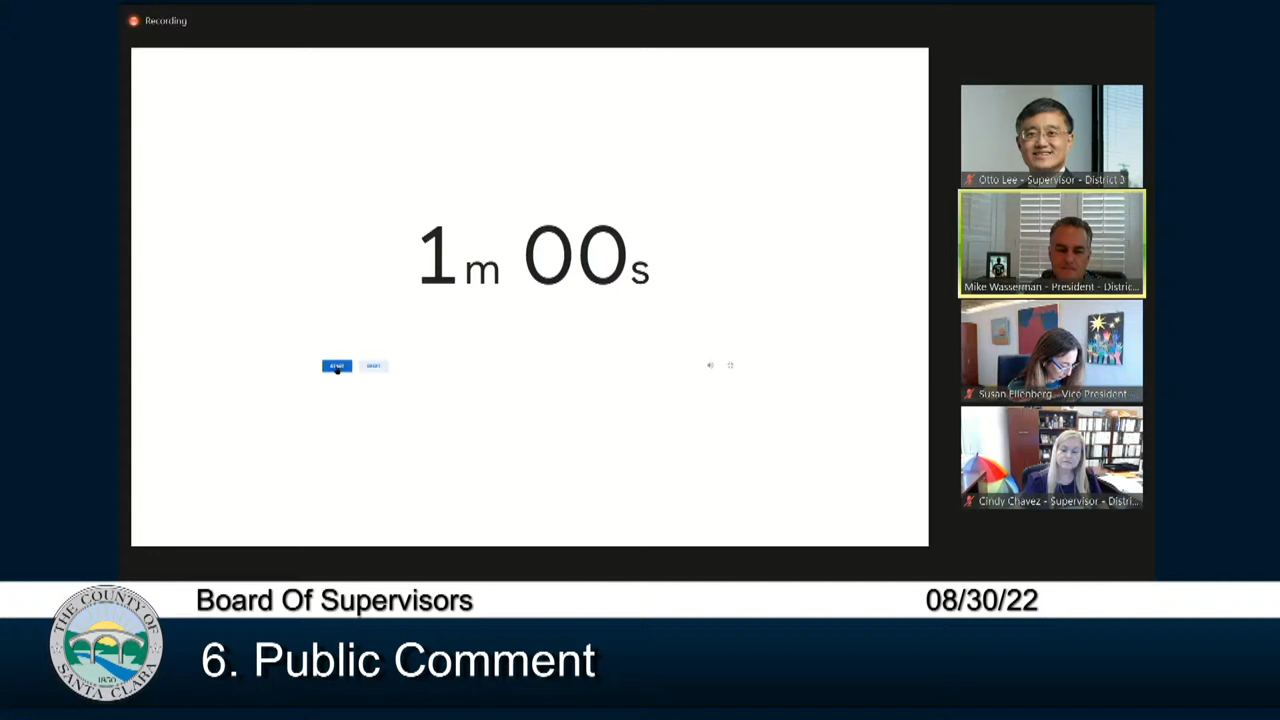 Recording
1m 00s
Otto Lee - Supervisor - District 3
Mike Wasserman - President - Distric...
Susan Ellenberg - Vice President -
Cindy Chavez - Supervisor - Distri...
Board Of Supervisors
08/30/22
6. Public Comment
THE COUNTY OF
SANTA CLARA
1850